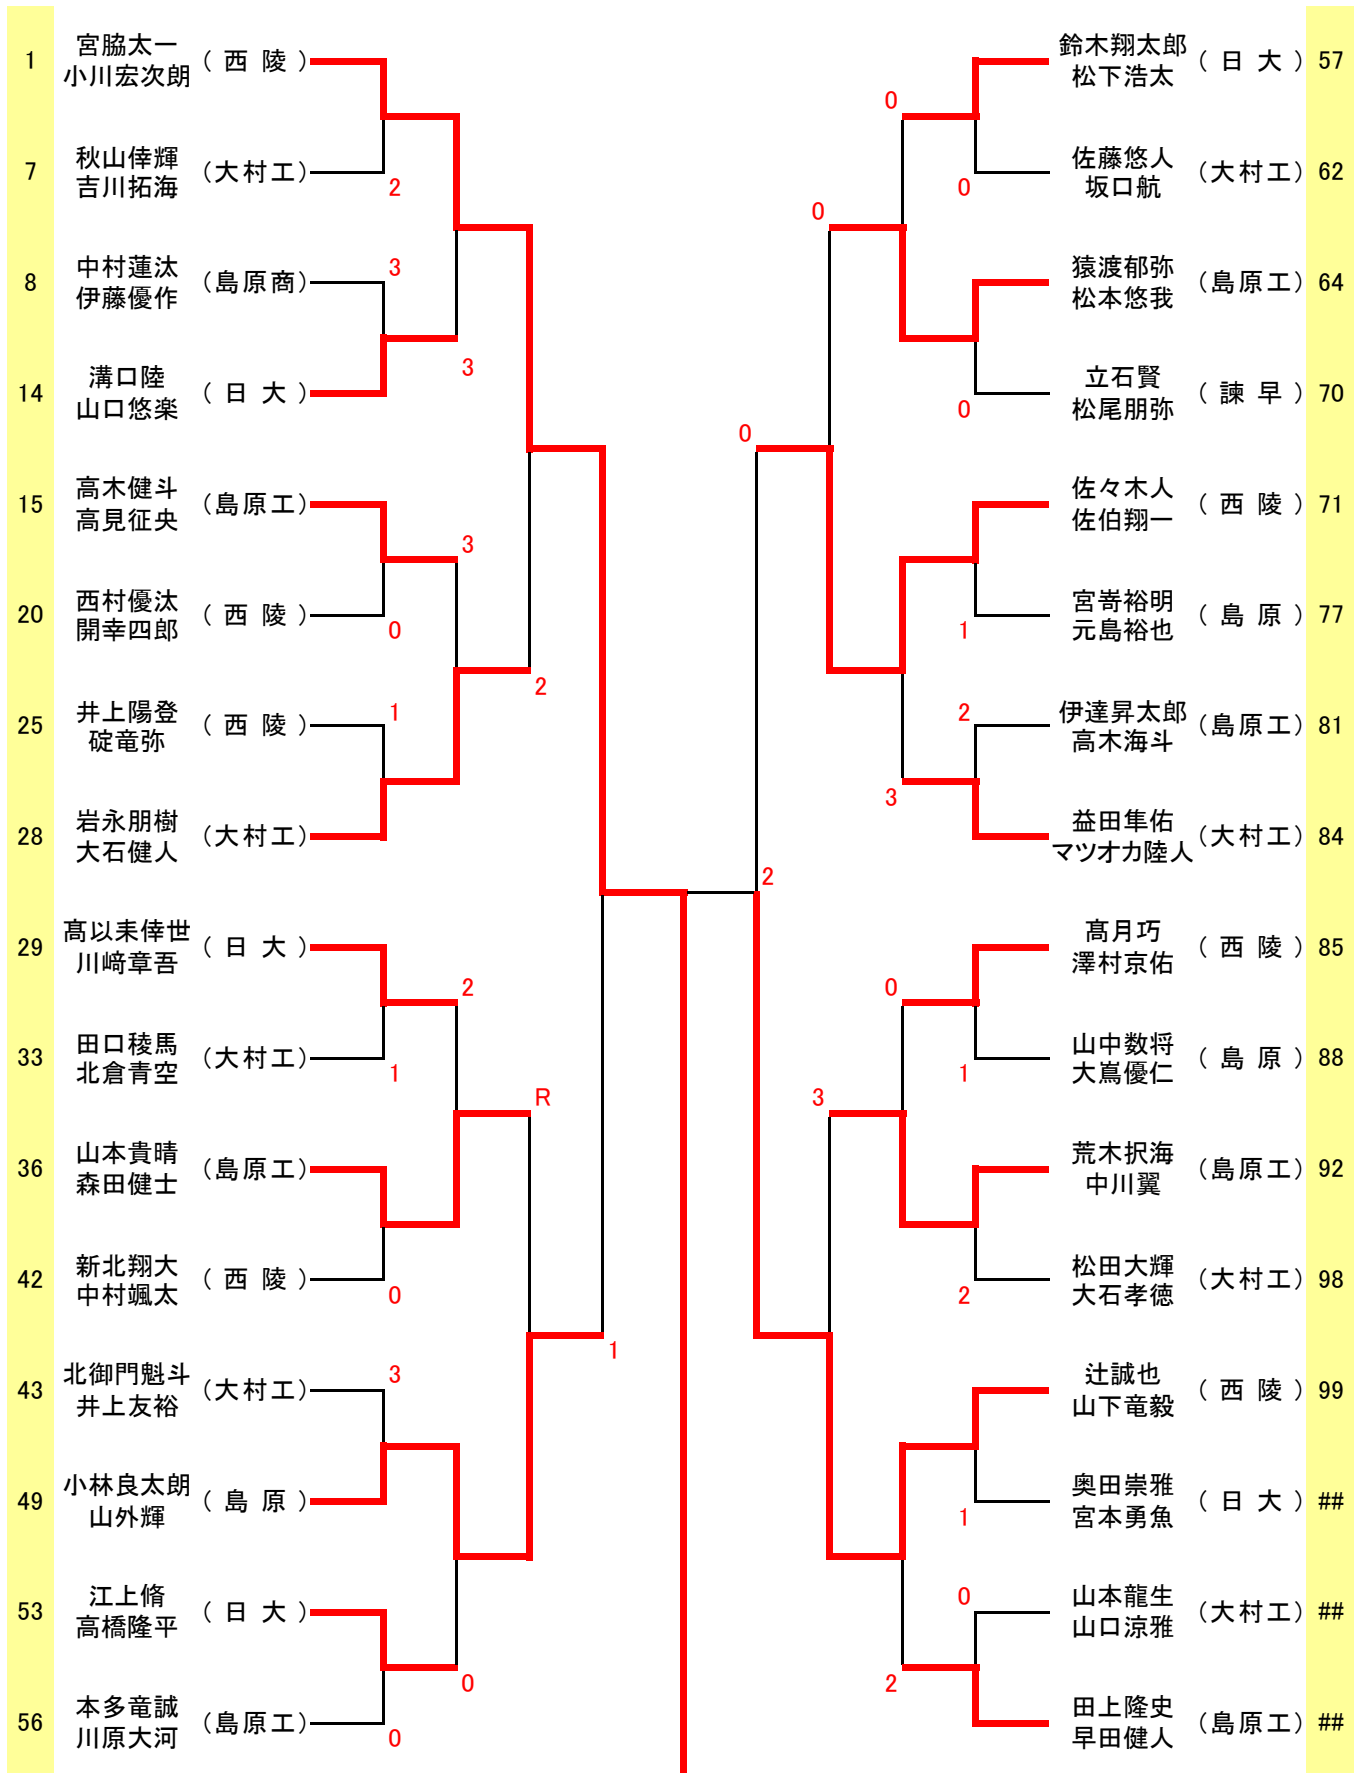 1 宮脇太一 小川宏次朗 (西陵)
7 秋山倖輝 吉川拓海 (大村工) 2
8 中村蓮汰 伊藤優作 (島原商) 3
14 溝口陸 山口悠楽 (日大) 3
15 高木健斗 高見征央 (島原工) 3
20 西村優汰 開幸四郎 (西陵) 0
2
25 井上陽登 碇竜弥 (西陵) 1
28 岩永朋樹 大石健人 (大村工)
29 髙以耒倖世 川﨑章吾 (日大) 2
33 田口稜馬 北倉青空 (大村工) 1
R
36 山本貴晴 森田健士 (島原工)
42 新北翔大 中村颯太 (西陵) 0
1
43 北御門魁斗 井上友裕 (大村工) 3
49 小林良太朗 山外輝 (島原)
53 江上脩 高橋隆平 (日大) 0
56 本多竜誠 川原大河 (島原工) 0
0 鈴木翔太郎 松下浩太 (日大) 57
0 佐藤悠人 坂口航 (大村工) 62
0
猿渡郁弥 松本悠我 (島原工) 64
0 立石賢 松尾朋弥 (諫早) 70
0
佐々木人 佐伯翔一 (西陵) 71
1 宮嵜裕明 元島裕也 (島原) 77
2 伊達昇太郎 高木海斗 (島原工) 81
3 益田隼佑 マツオカ陸人 (大村工) 84
2
0 髙月巧 澤村京佑 (西陵) 85
1 山中数将 大嶌優仁 (島原) 88
3
荒木択海 中川翼 (島原工) 92
2 松田大輝 大石孝徳 (大村工) 98
辻誠也 山下竜毅 (西陵) 99
1 奥田崇雅 宮本勇魚 (日大) ##
0 山本龍生 山口涼雅 (大村工) ##
2 田上隆史 早田健人 (島原工) ##